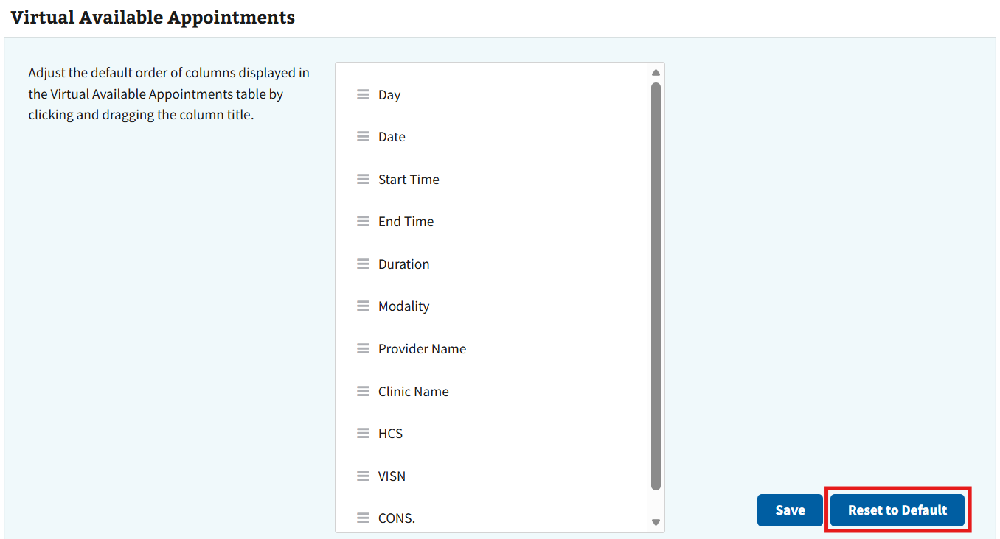 Virtual Available Appointments
Adjust the default order of columns displayed in
the Virtual Available Appointments table by
clicking and dragging the column title.
Day
Date
Start Time
End Time
Duration
Modality
Provider Name
Clinic Name
HCS
VISN
CONS.
Save
Reset to Default